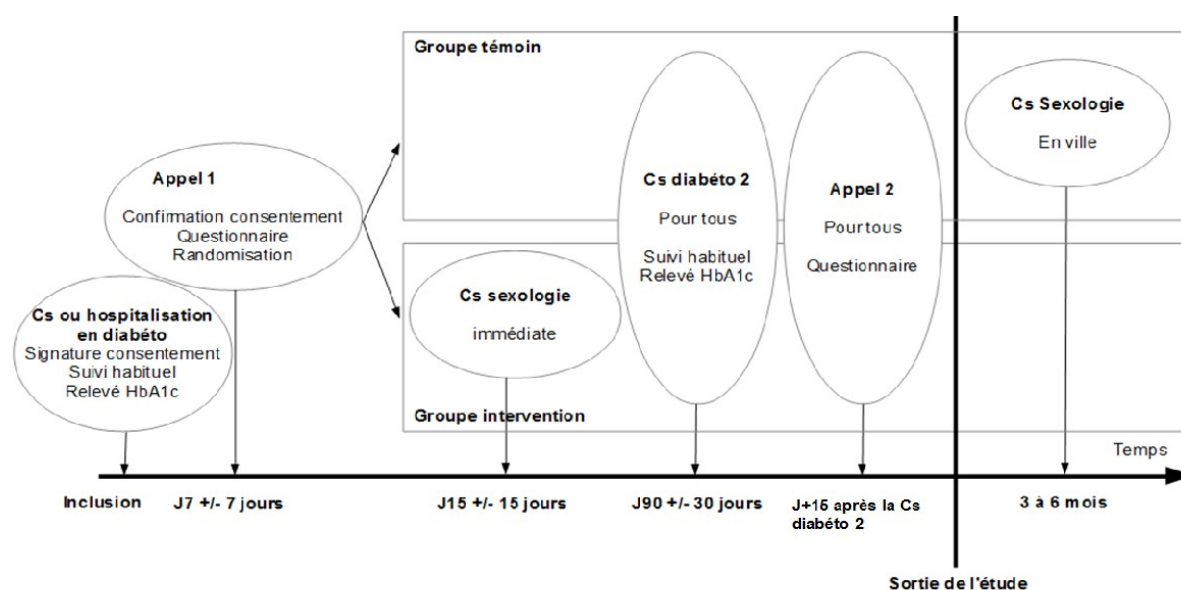 Groupe témoin
Appel 1
Confirmation consentement
Questionnaire
Randomisation
Cs ou hospitalisation
en diabéto
Signature consentement
Suivi habituel
Relevé HbA1c
Cs sexologie
immédiate
Groupe intervention
Cs diabéto 2
Pour tous
Suivi habituel
Relevé HbA1c
Appel 2
Pour tous
Questionnaire
Cs Sexologie
En ville
Temps
Inclusion
J7 +/- 7 jours
J15 +/- 15 jours
J90 +/- 30 jours
J+15 après la Cs
diabéto 2
3 à 6 mois
Sortie de l'étude